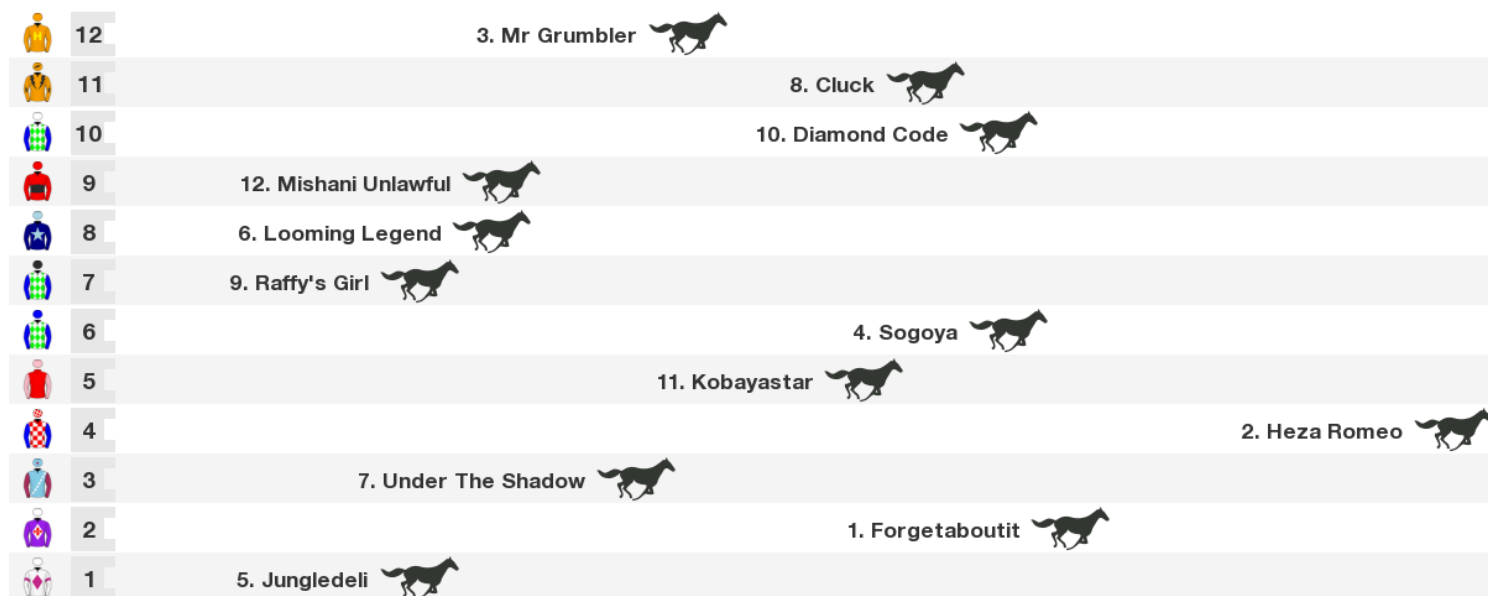 12 3. Mr Grumbler
11 8. Cluck
10 10. Diamond Code
9 12. Mishani Unlawful
8 6. Looming Legend
7 9. Raffy's Girl
6 4. Sogoya
5 11. Kobayastar
4 2. Heza Romeo
3 7. Under The Shadow
2 1. Forgetaboutit
1 5. Jungledeli